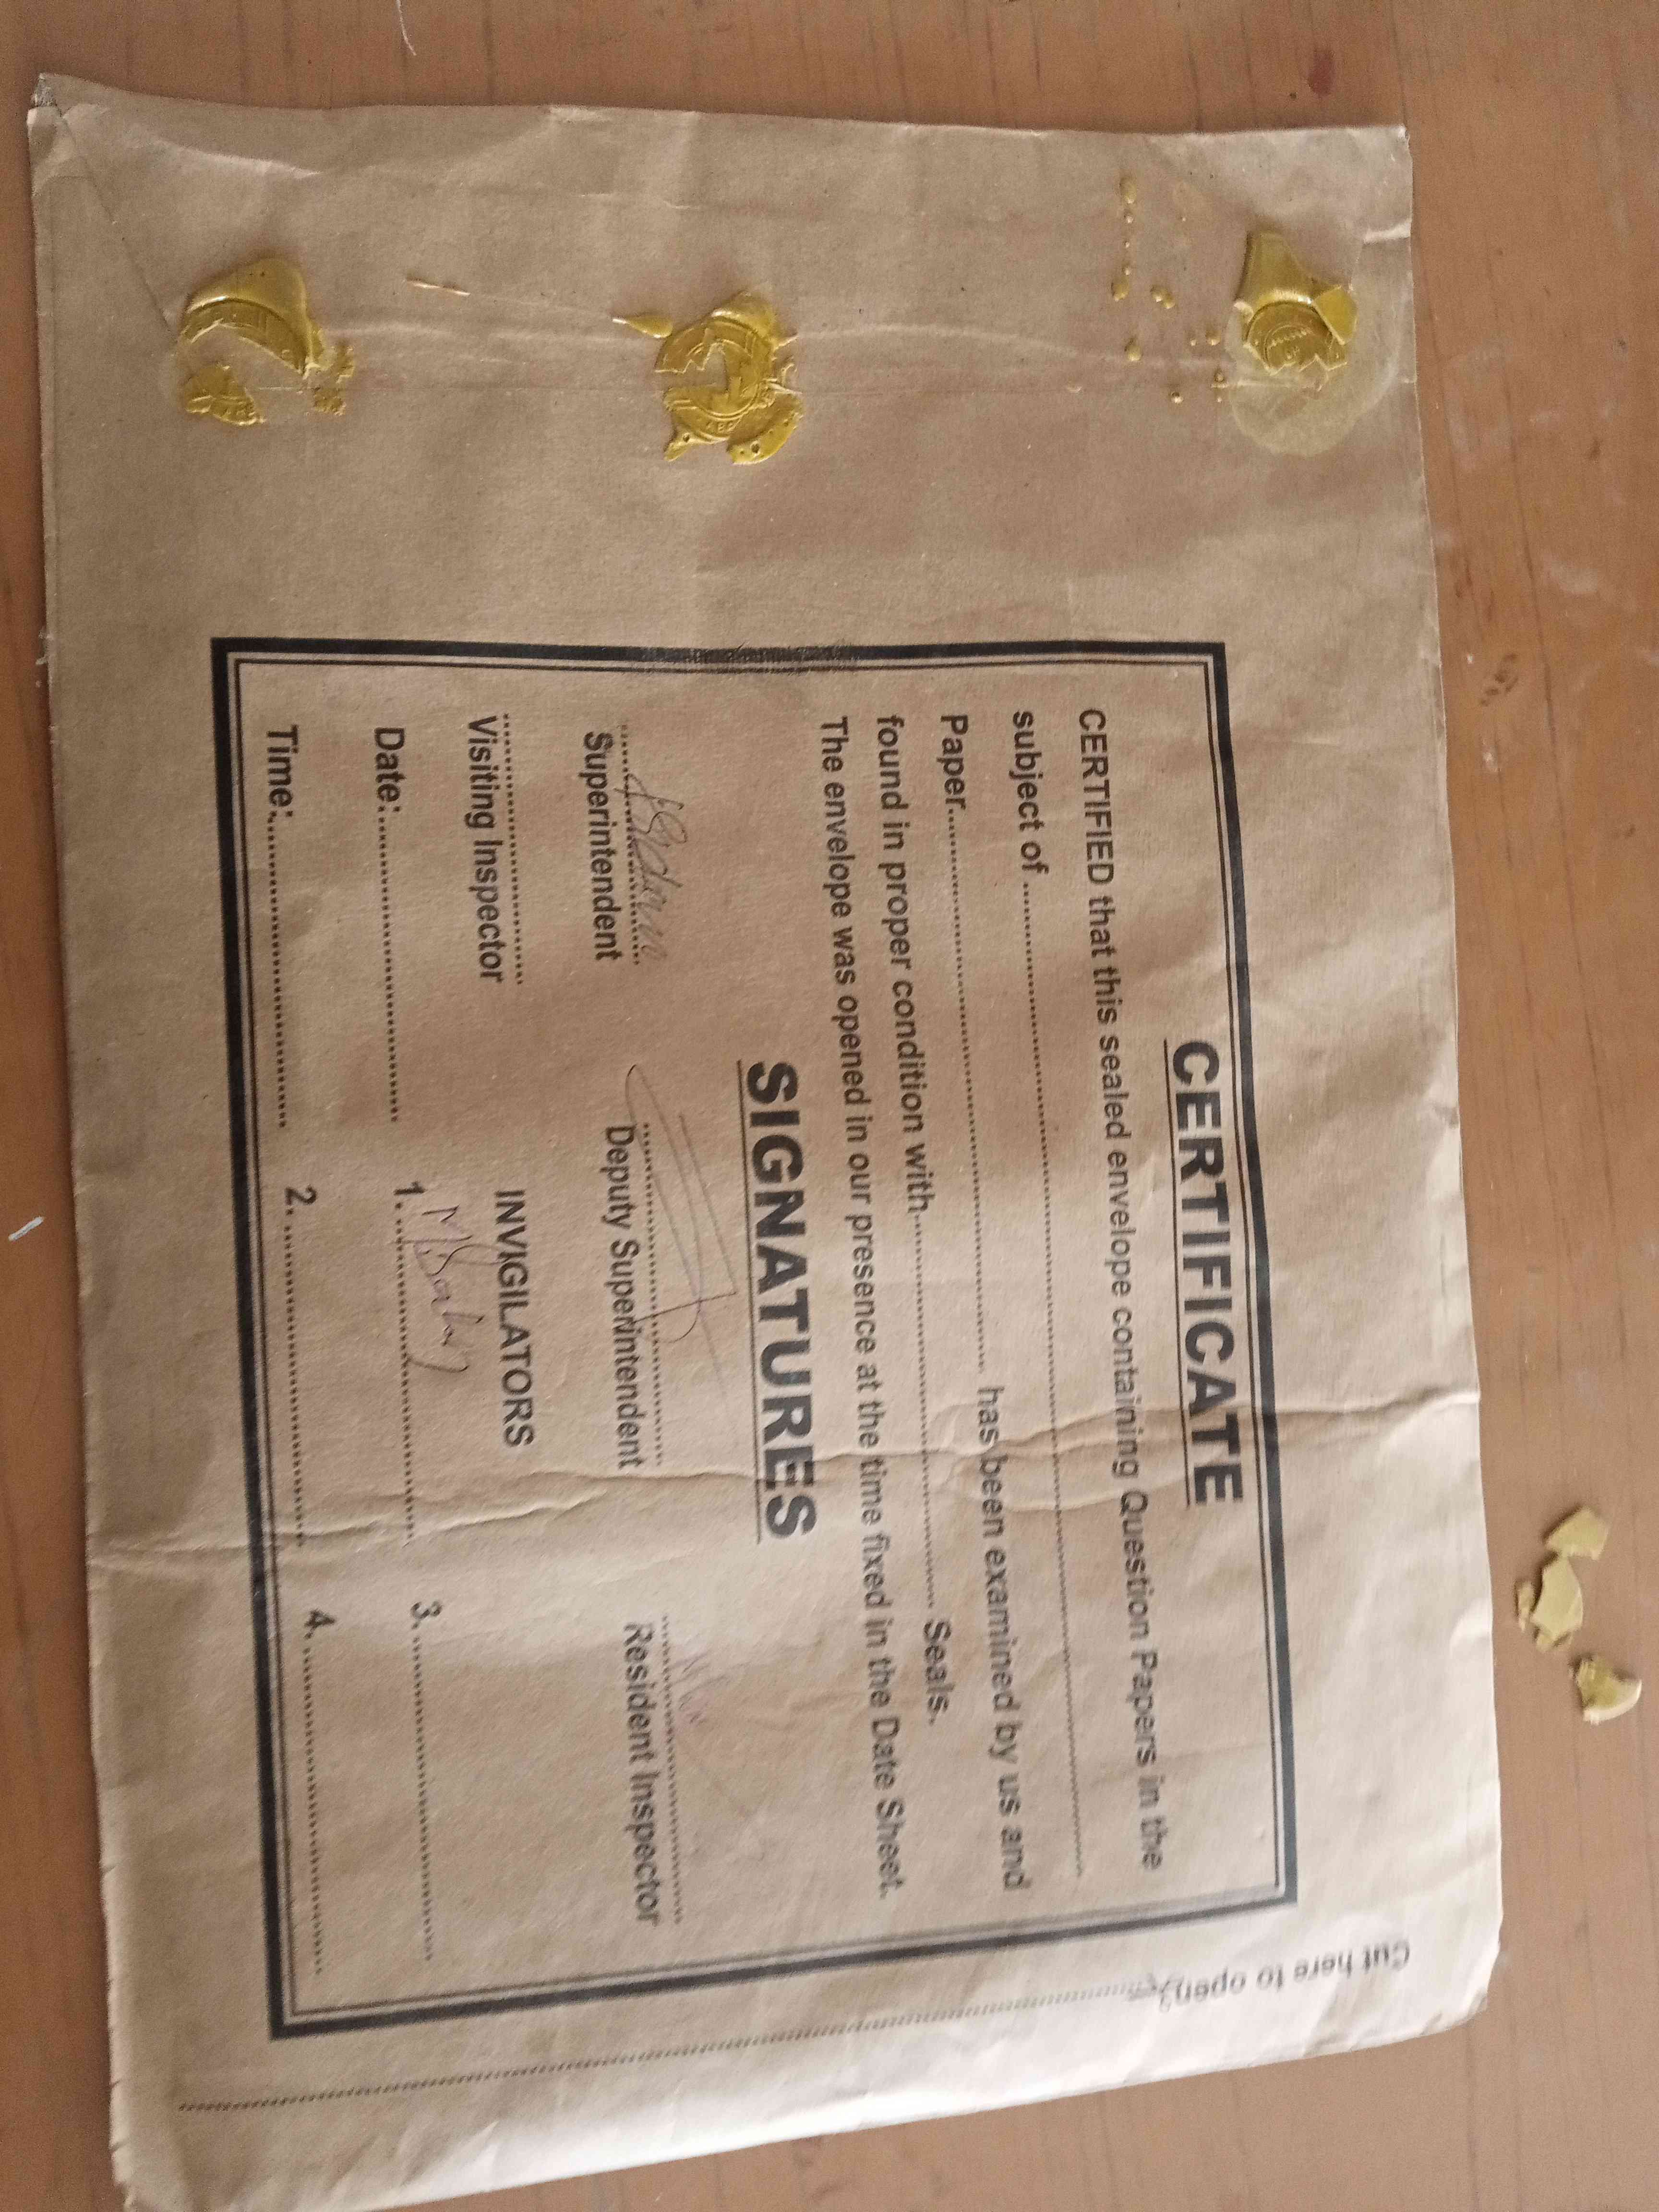 CERTIFICATE
CERTIFIED that this sealed envelope containing Question Papers in the
subject of ............................................................
Paper.................................. has been examined by us and
found in proper condition with.............................. Seals.
The envelope was opened in our presence at the time fixed in the Date Sheet.
SIGNATURES
Superintendent Deputy Superintendent Resident Inspector
Visiting Inspector INVIGILATORS
Date:.............................. 1. .............................. 3. ..............................
Time:.............................. 2. .............................. 4. ..............................
Cut here to open